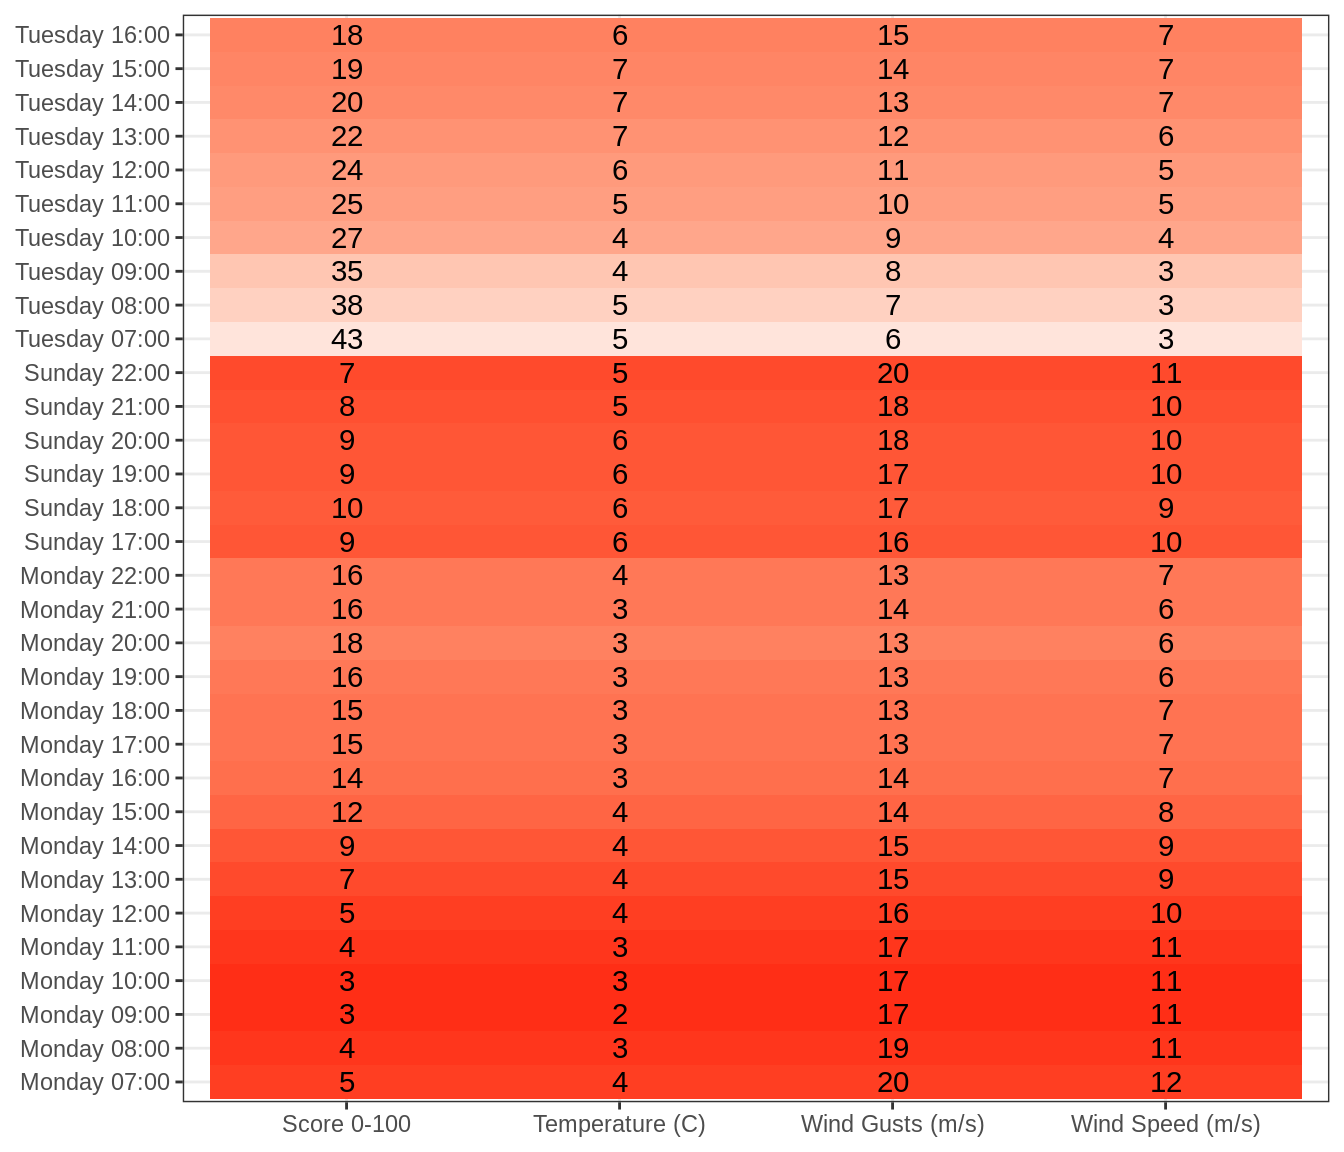 Tuesday 16:00 18 6 15 7
Tuesday 15:00 19 7 14 7
Tuesday 14:00 20 7 13 7
Tuesday 13:00 22 7 12 6
Tuesday 12:00 24 6 11 5
Tuesday 11:00 25 5 10 5
Tuesday 10:00 27 4 9 4
Tuesday 09:00 35 4 8 3
Tuesday 08:00 38 5 7 3
Tuesday 07:00 43 5 6 3
Sunday 22:00 7 5 20 11
Sunday 21:00 8 5 18 10
Sunday 20:00 9 6 18 10
Sunday 19:00 9 6 17 10
Sunday 18:00 10 6 17 9
Sunday 17:00 9 6 16 10
Monday 22:00 16 4 13 7
Monday 21:00 16 3 14 6
Monday 20:00 18 3 13 6
Monday 19:00 16 3 13 6
Monday 18:00 15 3 13 7
Monday 17:00 15 3 13 7
Monday 16:00 14 3 14 7
Monday 15:00 12 4 14 8
Monday 14:00 9 4 15 9
Monday 13:00 7 4 15 9
Monday 12:00 5 4 16 10
Monday 11:00 4 3 17 11
Monday 10:00 3 3 17 11
Monday 09:00 3 2 17 11
Monday 08:00 4 3 19 11
Monday 07:00 5 4 20 12
Score 0-100 Temperature (C) Wind Gusts (m/s) Wind Speed (m/s)